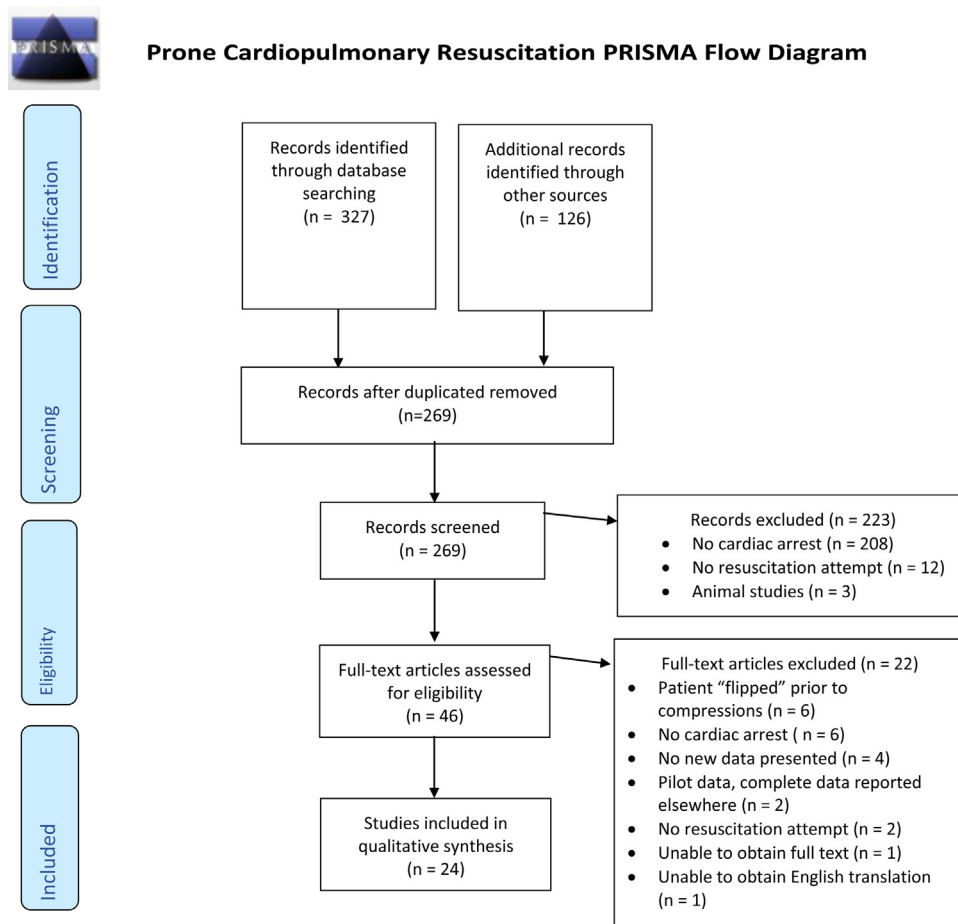 PRISMA
Prone Cardiopulmonary Resuscitation PRISMA Flow Diagram
Identification
Records identified
through database
searching
(n = 327)
Additional records
identified through
other sources
(n = 126)
Screening
Records after duplicated removed
(n=269)
Records screened
(n = 269)
Records excluded (n = 223)
• No cardiac arrest (n = 208)
• No resuscitation attempt (n = 12)
• Animal studies (n = 3)
Eligibility
Full-text articles assessed
for eligibility
(n = 46)
Full-text articles excluded (n = 22)
• Patient “flipped” prior to
compressions (n = 6)
• No cardiac arrest ( n = 6)
• No new data presented (n = 4)
• Pilot data, complete data reported
elsewhere (n = 2)
• No resuscitation attempt (n = 2)
• Unable to obtain full text (n = 1)
• Unable to obtain English translation
(n = 1)
Included
Studies included in
qualitative synthesis
(n = 24)